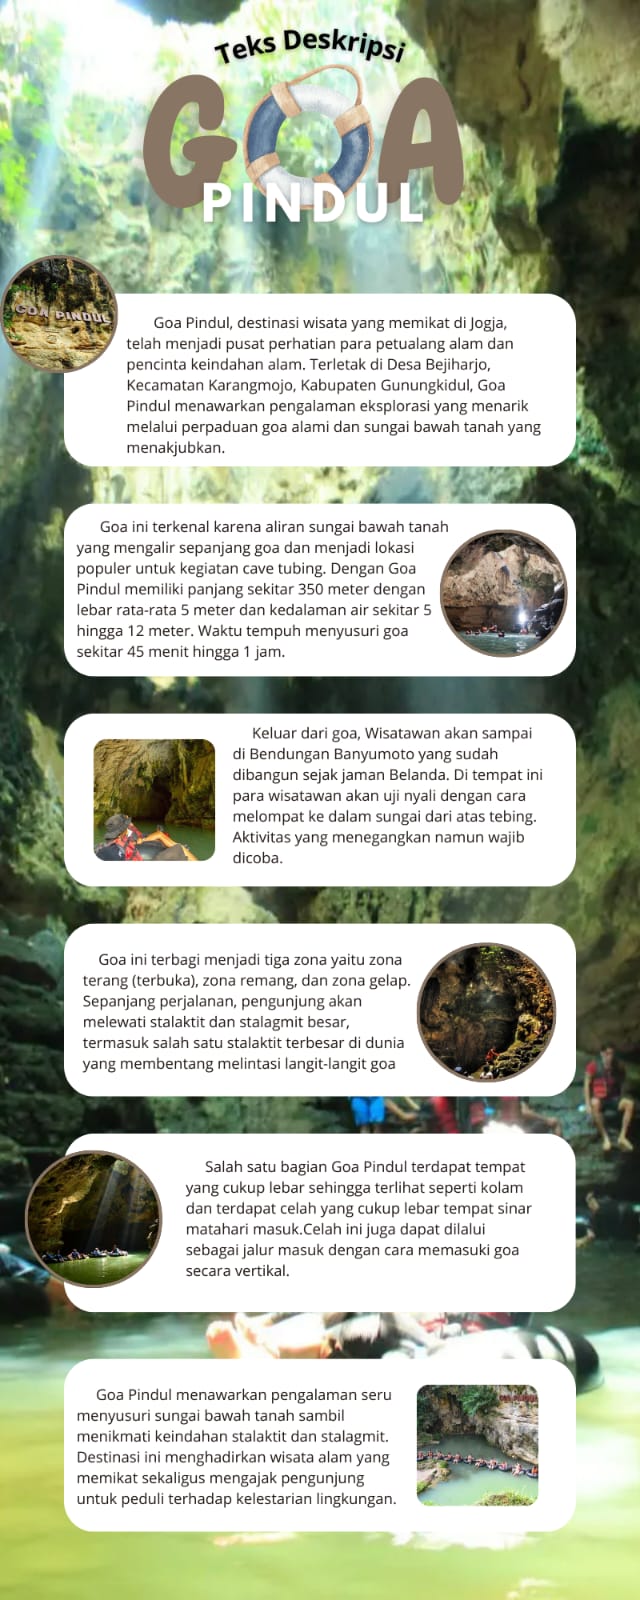 Teks Deskripsi
GOA
PINDUL
GOA PINDUL
Goa Pindul, destinasi wisata yang memikat di Jogja,
telah menjadi pusat perhatian para petualang alam dan
pencinta keindahan alam. Terletak di Desa Bejiharjo,
Kecamatan Karangmojo, Kabupaten Gunungkidul, Goa
Pindul menawarkan pengalaman eksplorasi yang menarik
melalui perpaduan goa alami dan sungai bawah tanah yang
menakjubkan.
Goa ini terkenal karena aliran sungai bawah tanah
yang mengalir sepanjang goa dan menjadi lokasi
populer untuk kegiatan cave tubing. Dengan Goa
Pindul memiliki panjang sekitar 350 meter dengan
lebar rata-rata 5 meter dan kedalaman air sekitar 5
hingga 12 meter. Waktu tempuh menyusuri goa
sekitar 45 menit hingga 1 jam.
Keluar dari goa, Wisatawan akan sampai
di Bendungan Banyumoto yang sudah
dibangun sejak jaman Belanda. Di tempat ini
para wisatawan akan uji nyali dengan cara
melompat ke dalam sungai dari atas tebing.
Aktivitas yang menegangkan namun wajib
dicoba.
Goa ini terbagi menjadi tiga zona yaitu zona
terang (terbuka), zona remang, dan zona gelap.
Sepanjang perjalanan, pengunjung akan
melewati stalaktit dan stalagmit besar,
termasuk salah satu stalaktit terbesar di dunia
yang membentang melintasi langit-langit goa
Salah satu bagian Goa Pindul terdapat tempat
yang cukup lebar sehingga terlihat seperti kolam
dan terdapat celah yang cukup lebar tempat sinar
matahari masuk.Celah ini juga dapat dilalui
sebagai jalur masuk dengan cara memasuki goa
secara vertikal.
Goa Pindul menawarkan pengalaman seru
menyusuri sungai bawah tanah sambil
menikmati keindahan stalaktit dan stalagmit.
Destinasi ini menghadirkan wisata alam yang
memikat sekaligus mengajak pengunjung
untuk peduli terhadap kelestarian lingkungan.